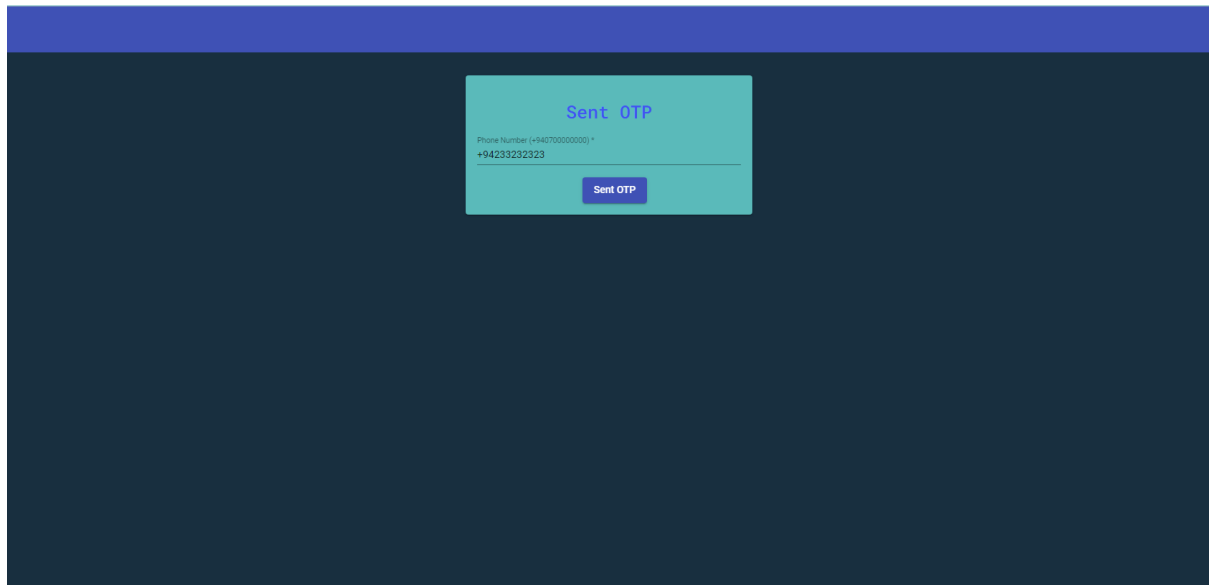 Sent OTP
Phone Number (+940700000000) *
+94233232323
Sent OTP